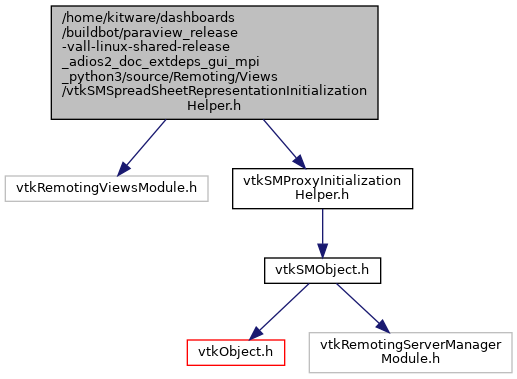 /home/kitware/dashboards
/buildbot/paraview_release
-vall-linux-shared-release
_adios2_doc_extdeps_gui_mpi
_python3/source/Remoting/Views
/vtkSMSpreadSheetRepresentationInitialization
Helper.h
vtkRemotingViewsModule.h
vtkSMProxyInitialization
Helper.h
vtkSMObject.h
vtkObject.h
vtkRemotingServerManager
Module.h